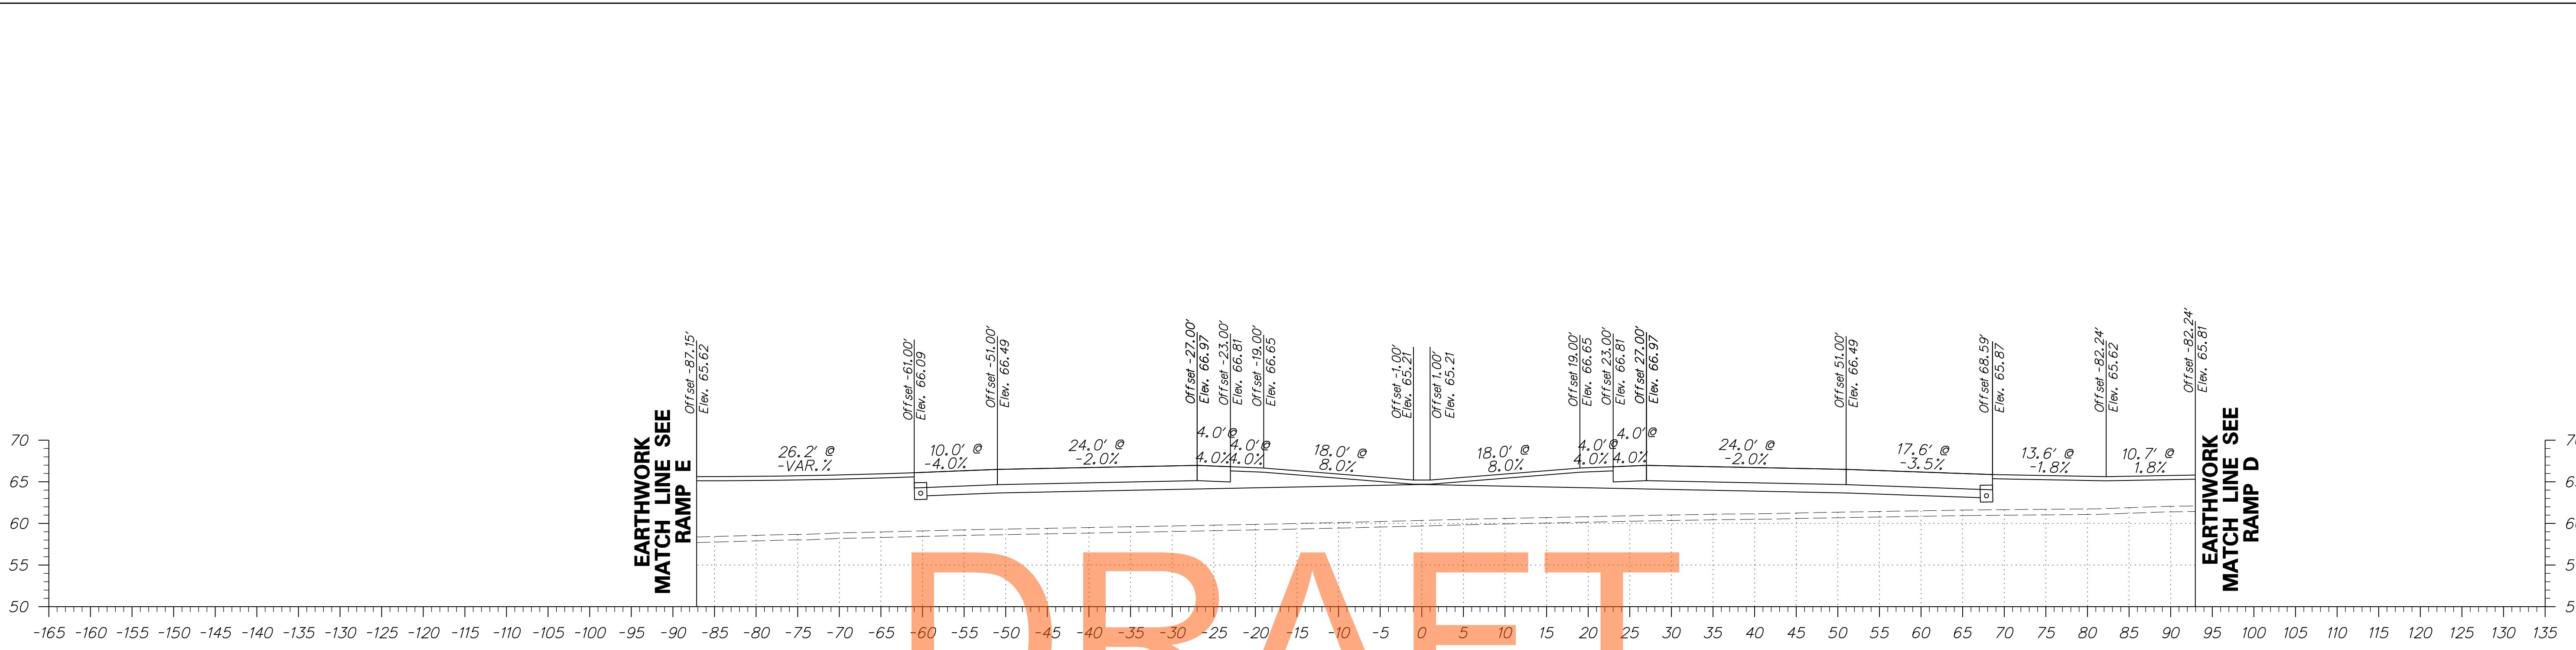 Offset -87.15'
Elev. 65.62
Offset -61.00'
Elev. 66.09
Offset -51.00'
Elev. 66.49
Offset -27.00'
Elev. 66.97
Offset -23.00'
Elev. 66.81
Offset -19.00'
Elev. 66.65
Offset -1.00'
Elev. 65.21
Offset 1.00'
Elev. 65.21
Offset 19.00'
Elev. 66.65
Offset 23.00'
Elev. 66.81
Offset 27.00'
Elev. 66.97
Offset 51.00'
Elev. 66.49
Offset 68.59'
Elev. 65.87
Offset -82.24'
Elev. 65.62
Offset -82.24'
Elev. 65.81
EARTHWORK
MATCH LINE SEE
RAMP E
26.2' @
-VAR.%
10.0' @
-4.0%
24.0' @
-2.0%
4.0' @
4.0%
4.0' @
4.0%
18.0' @
8.0%
18.0' @
8.0%
4.0' @
4.0%
4.0' @
4.0%
24.0' @
-2.0%
17.6' @
-3.5%
13.6' @
-1.8%
10.7' @
1.8%
EARTHWORK
MATCH LINE SEE
RAMP D
70
65
60
55
50
-165 -160 -155 -150 -145 -140 -135 -130 -125 -120 -115 -110 -105 -100 -95 -90 -85 -80 -75 -70 -65 -60 -55 -50 -45 -40 -35 -30 -25 -20 -15 -10 -5 0 5 10 15 20 25 30 35 40 45 50 55 60 65 70 75 80 85 90 95 100 105 110 115 120 125 130 135
DRAFT